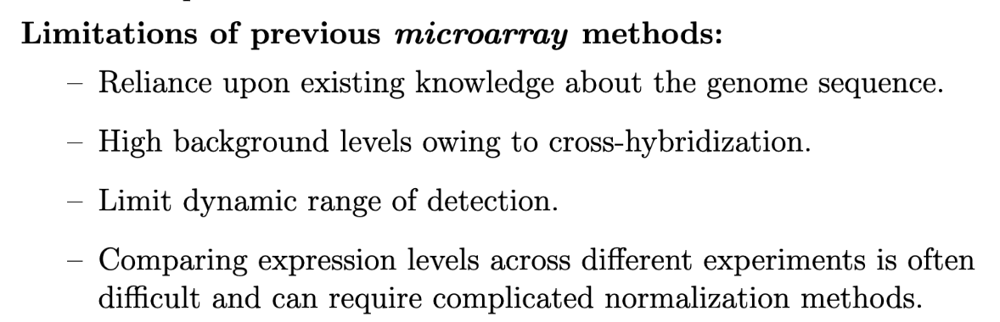 Limitations of previous microarray methods:
– Reliance upon existing knowledge about the genome sequence.
– High background levels owing to cross-hybridization.
– Limit dynamic range of detection.
– Comparing expression levels across different experiments is often
difficult and can require complicated normalization methods.